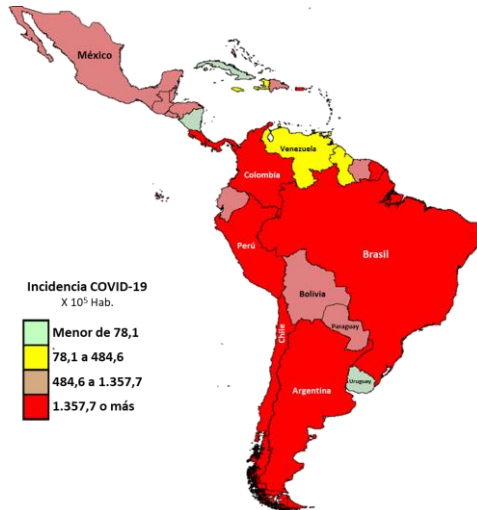 México
Venezuela
Colombia
Perú
Brasil
Bolivia
Paraguay
Chile
Argentina
Uruguay
Incidencia COVID-19
X 10⁵ Hab.
Menor de 78,1
78,1 a 484,6
484,6 a 1.357,7
1.357,7 o más